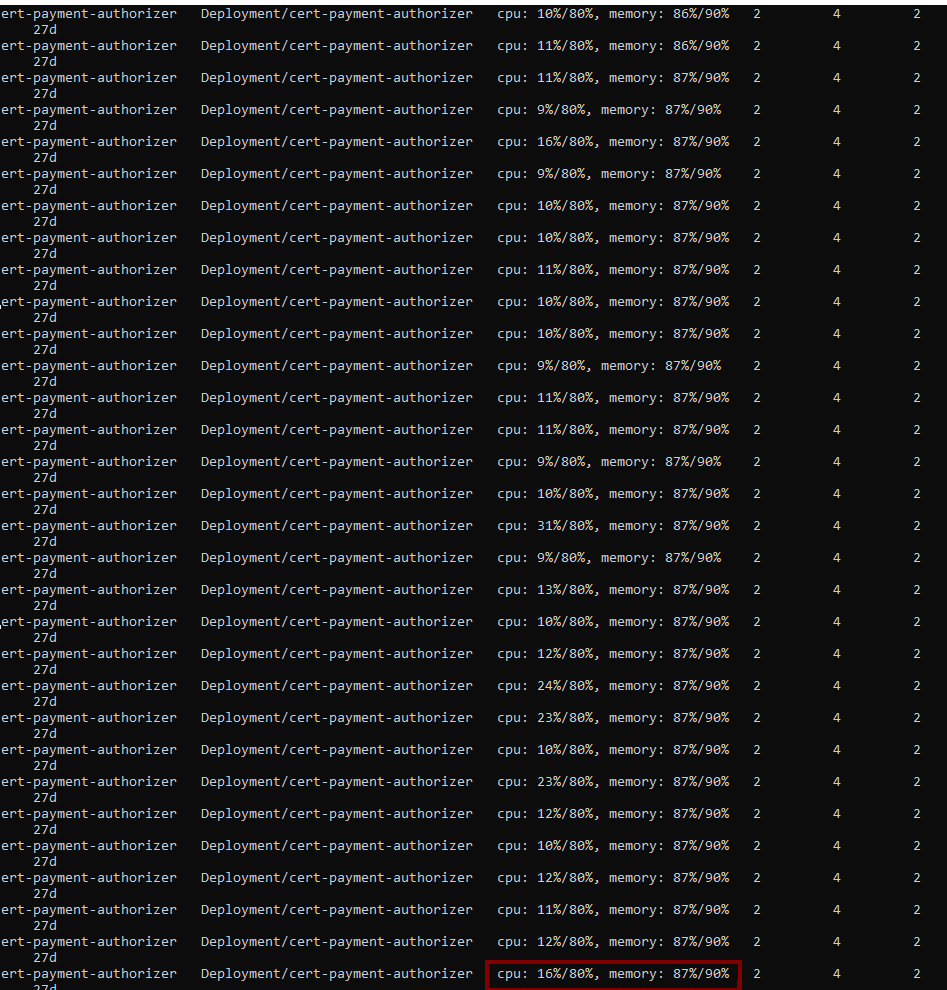 ert-payment-authorizer Deployment/cert-payment-authorizer cpu: 10%/80%, memory: 86%/90% 2 4 2
27d
ert-payment-authorizer Deployment/cert-payment-authorizer cpu: 11%/80%, memory: 86%/90% 2 4 2
27d
ert-payment-authorizer Deployment/cert-payment-authorizer cpu: 11%/80%, memory: 87%/90% 2 4 2
27d
ert-payment-authorizer Deployment/cert-payment-authorizer cpu: 9%/80%, memory: 87%/90% 2 4 2
27d
ert-payment-authorizer Deployment/cert-payment-authorizer cpu: 16%/80%, memory: 87%/90% 2 4 2
27d
ert-payment-authorizer Deployment/cert-payment-authorizer cpu: 9%/80%, memory: 87%/90% 2 4 2
27d
ert-payment-authorizer Deployment/cert-payment-authorizer cpu: 10%/80%, memory: 87%/90% 2 4 2
27d
ert-payment-authorizer Deployment/cert-payment-authorizer cpu: 10%/80%, memory: 87%/90% 2 4 2
27d
ert-payment-authorizer Deployment/cert-payment-authorizer cpu: 11%/80%, memory: 87%/90% 2 4 2
27d
ert-payment-authorizer Deployment/cert-payment-authorizer cpu: 10%/80%, memory: 87%/90% 2 4 2
27d
ert-payment-authorizer Deployment/cert-payment-authorizer cpu: 10%/80%, memory: 87%/90% 2 4 2
27d
ert-payment-authorizer Deployment/cert-payment-authorizer cpu: 9%/80%, memory: 87%/90% 2 4 2
27d
ert-payment-authorizer Deployment/cert-payment-authorizer cpu: 11%/80%, memory: 87%/90% 2 4 2
27d
ert-payment-authorizer Deployment/cert-payment-authorizer cpu: 11%/80%, memory: 87%/90% 2 4 2
27d
ert-payment-authorizer Deployment/cert-payment-authorizer cpu: 9%/80%, memory: 87%/90% 2 4 2
27d
ert-payment-authorizer Deployment/cert-payment-authorizer cpu: 10%/80%, memory: 87%/90% 2 4 2
27d
ert-payment-authorizer Deployment/cert-payment-authorizer cpu: 31%/80%, memory: 87%/90% 2 4 2
27d
ert-payment-authorizer Deployment/cert-payment-authorizer cpu: 9%/80%, memory: 87%/90% 2 4 2
27d
ert-payment-authorizer Deployment/cert-payment-authorizer cpu: 13%/80%, memory: 87%/90% 2 4 2
27d
ert-payment-authorizer Deployment/cert-payment-authorizer cpu: 10%/80%, memory: 87%/90% 2 4 2
27d
ert-payment-authorizer Deployment/cert-payment-authorizer cpu: 12%/80%, memory: 87%/90% 2 4 2
27d
ert-payment-authorizer Deployment/cert-payment-authorizer cpu: 24%/80%, memory: 87%/90% 2 4 2
27d
ert-payment-authorizer Deployment/cert-payment-authorizer cpu: 23%/80%, memory: 87%/90% 2 4 2
27d
ert-payment-authorizer Deployment/cert-payment-authorizer cpu: 10%/80%, memory: 87%/90% 2 4 2
27d
ert-payment-authorizer Deployment/cert-payment-authorizer cpu: 23%/80%, memory: 87%/90% 2 4 2
27d
ert-payment-authorizer Deployment/cert-payment-authorizer cpu: 12%/80%, memory: 87%/90% 2 4 2
27d
ert-payment-authorizer Deployment/cert-payment-authorizer cpu: 10%/80%, memory: 87%/90% 2 4 2
27d
ert-payment-authorizer Deployment/cert-payment-authorizer cpu: 12%/80%, memory: 87%/90% 2 4 2
27d
ert-payment-authorizer Deployment/cert-payment-authorizer cpu: 11%/80%, memory: 87%/90% 2 4 2
27d
ert-payment-authorizer Deployment/cert-payment-authorizer cpu: 12%/80%, memory: 87%/90% 2 4 2
27d
ert-payment-authorizer Deployment/cert-payment-authorizer cpu: 16%/80%, memory: 87%/90% 2 4 2
27d